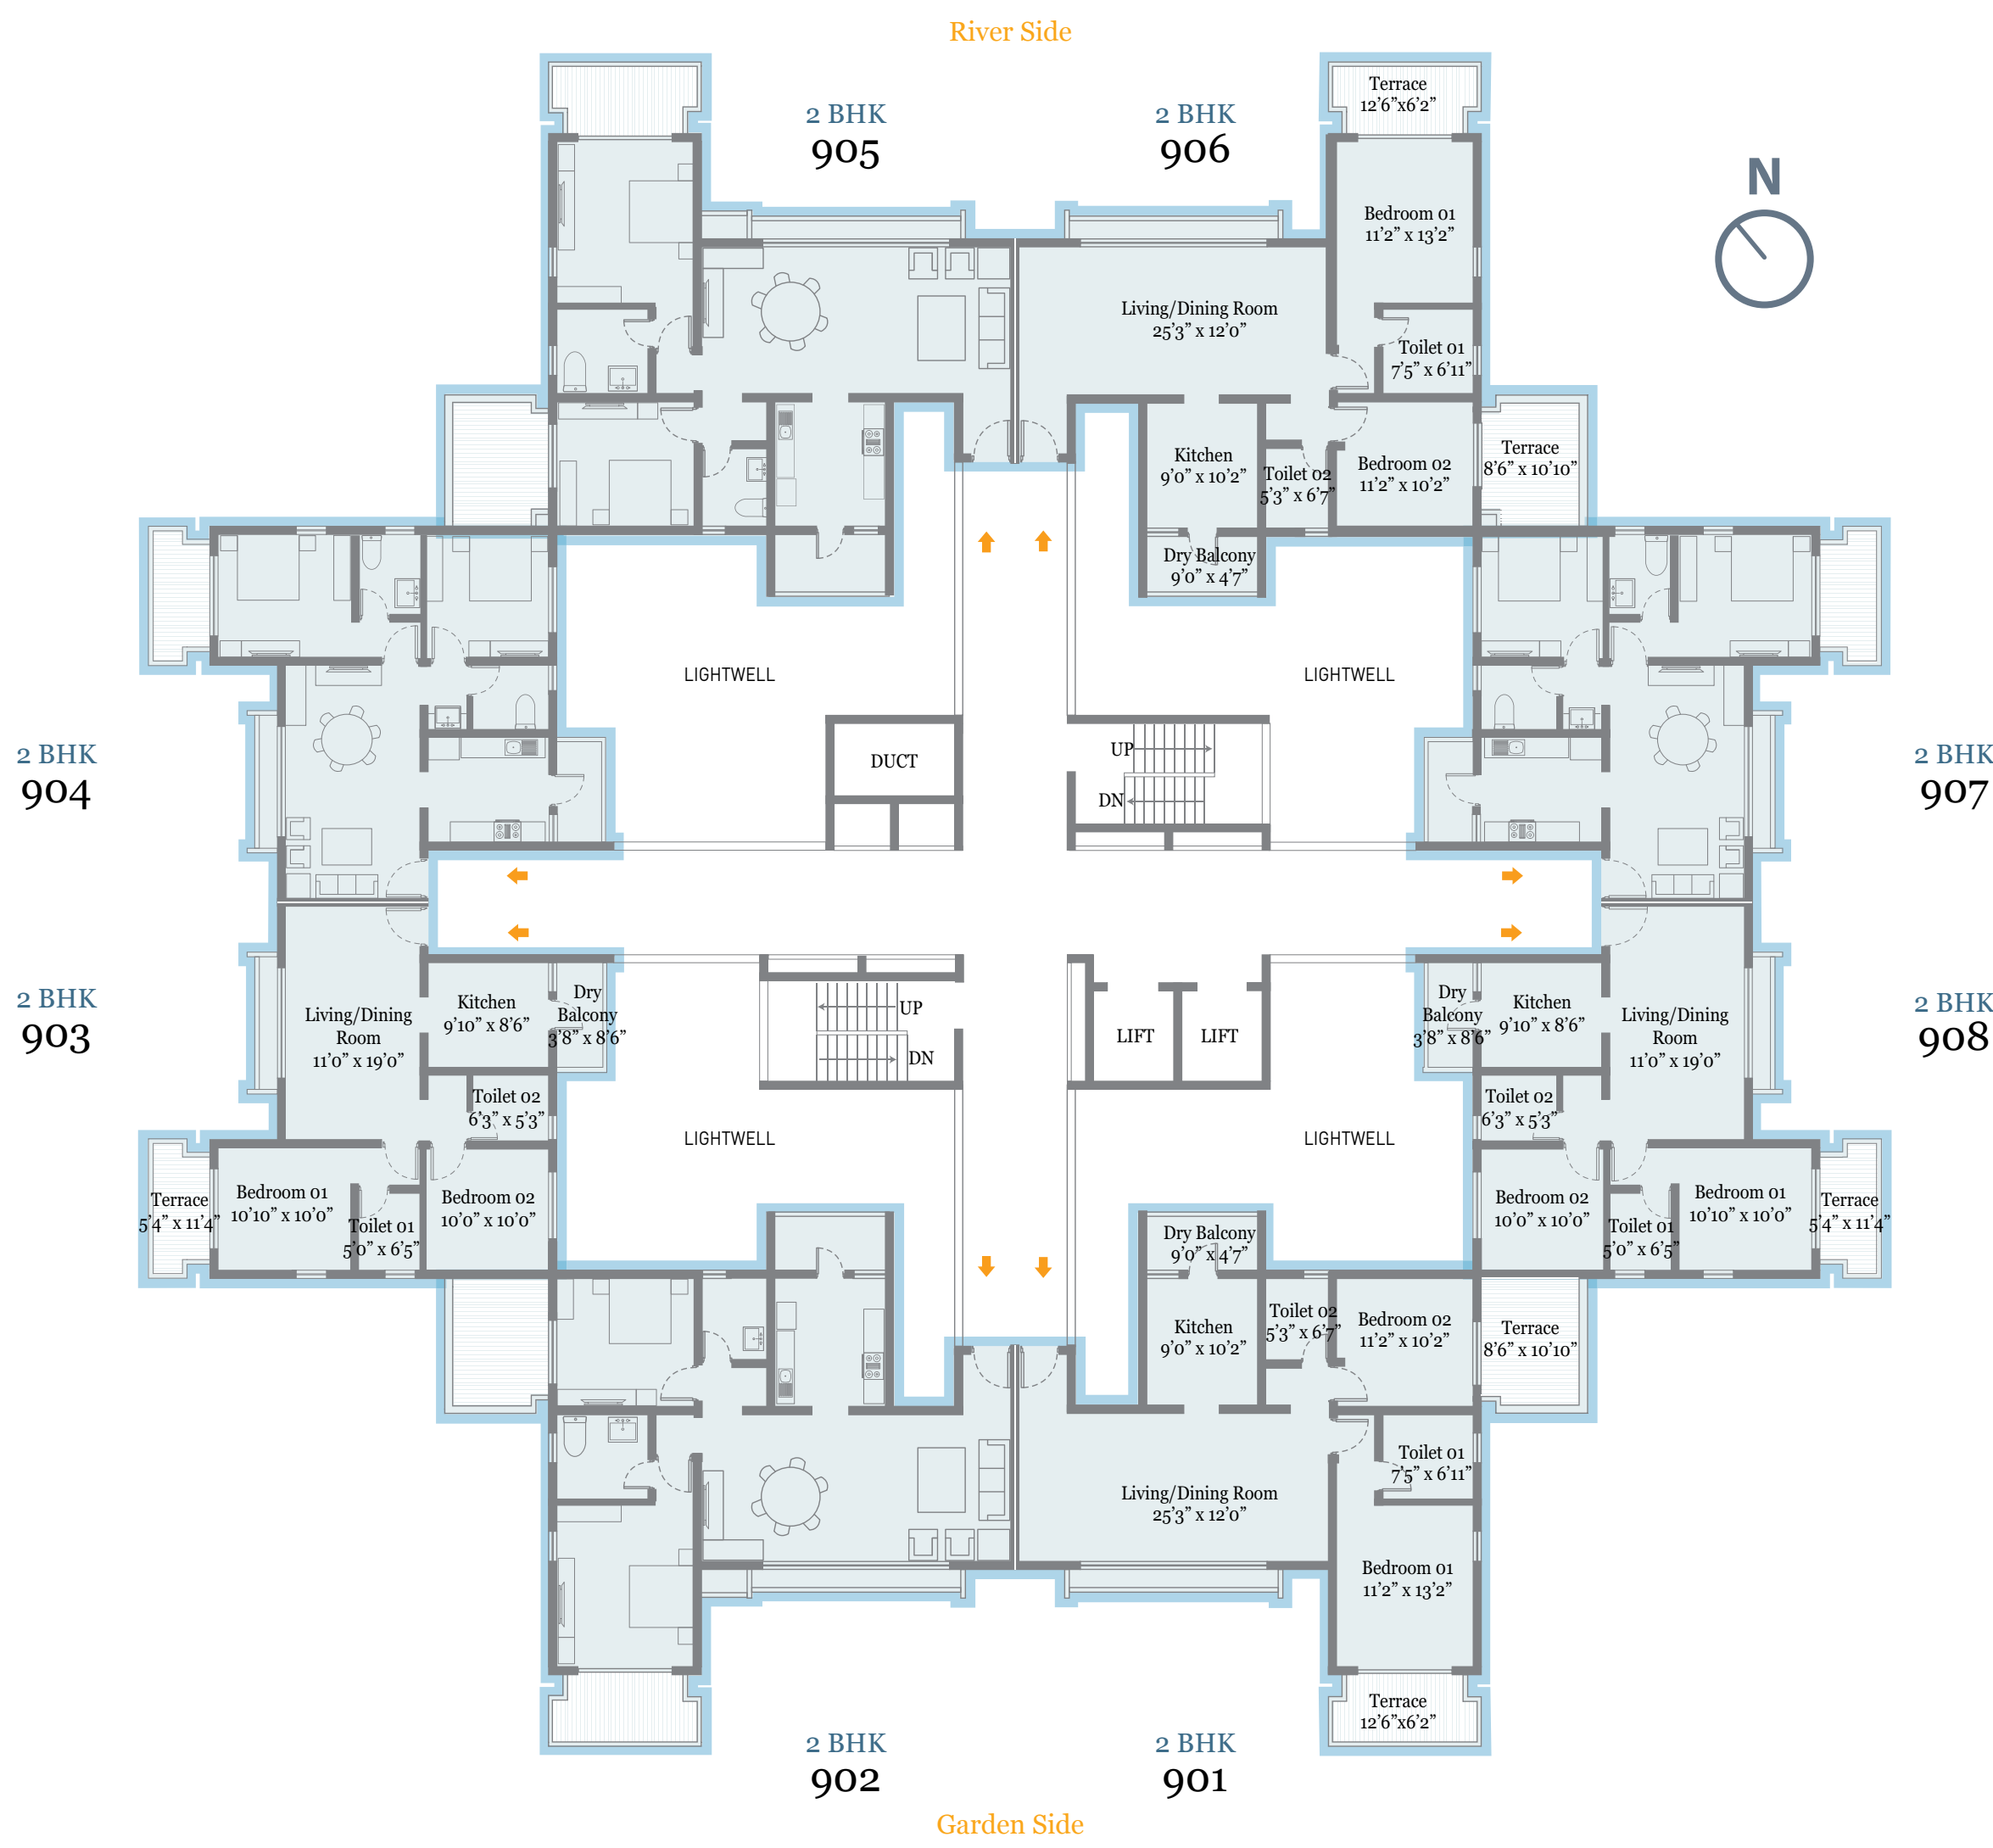 River Side
2 BHK
905
2 BHK
906
Terrace
12’6”x6’2”
N
Bedroom 01
11’2” x 13’2”
Living/Dining Room
25’3” x 12’0”
Toilet 01
7’5” x 6’11”
Kitchen
9’0” x 10’2”
Toilet 02
5’3” x 6’7”
Bedroom 02
11’2” x 10’2”
Terrace
8’6” x 10’10”
Dry Balcony
9’0” x 4’7”
LIGHTWELL
LIGHTWELL
2 BHK
904
DUCT
UP
DN
2 BHK
907
2 BHK
903
Living/Dining
Room
11’0” x 19’0”
Kitchen
9’10” x 8’6”
Dry
Balcony
3’8” x 8’6”
UP
DN
LIFT
LIFT
Dry
Balcony
3’8” x 8’6”
Kitchen
9’10” x 8’6”
Living/Dining
Room
11’0” x 19’0”
2 BHK
908
Toilet 02
6’3” x 5’3”
LIGHTWELL
LIGHTWELL
Toilet 02
6’3” x 5’3”
Terrace
5’4” x 11’4”
Bedroom 01
10’10” x 10’0”
Toilet 01
5’0” x 6’5”
Bedroom 02
10’0” x 10’0”
Bedroom 02
10’0” x 10’0”
Toilet 01
5’0” x 6’5”
Bedroom 01
10’10” x 10’0”
Terrace
5’4” x 11’4”
Dry Balcony
9’0” x 4’7”
Kitchen
9’0” x 10’2”
Toilet 02
5’3” x 6’7”
Bedroom 02
11’2” x 10’2”
Terrace
8’6” x 10’10”
Toilet 01
7’5” x 6’11”
Living/Dining Room
25’3” x 12’0”
Bedroom 01
11’2” x 13’2”
Terrace
12’6”x6’2”
2 BHK
902
2 BHK
901
Garden Side